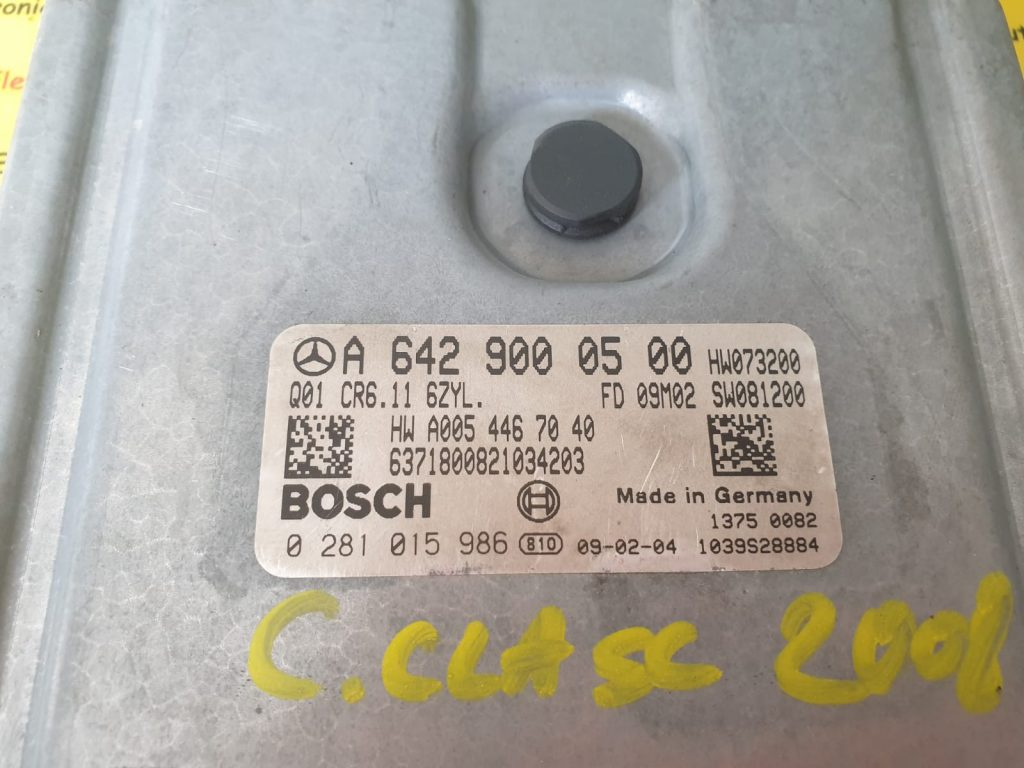 A 642 900 05 00 HW073200
Q01 CR6.11 6ZYL. FD 09M02 SW081200
HW A005 446 70 40
6371800821034203
BOSCH Made in Germany
1375 0082
0 281 015 986 810 09-02-04 1039S28884
C.CLASC 2008